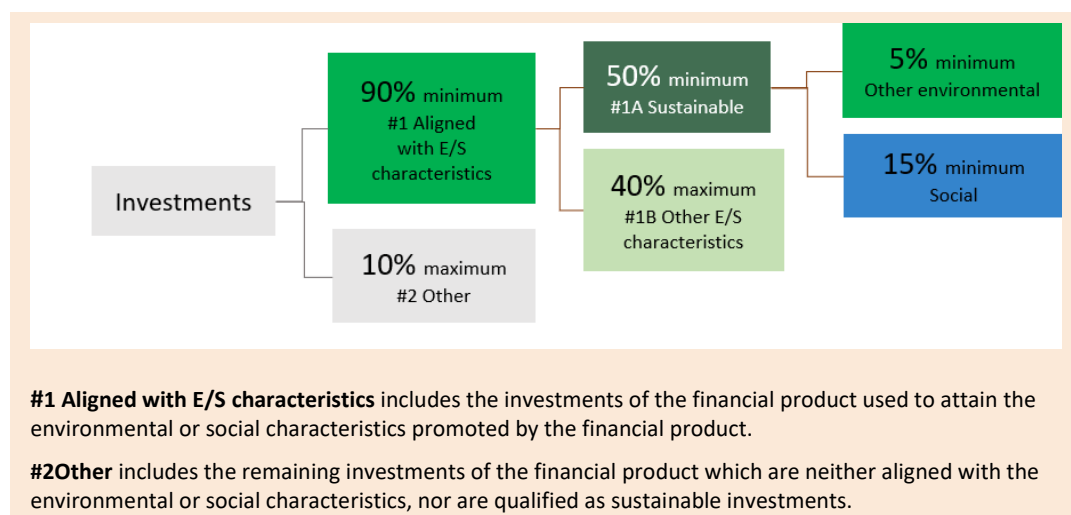 Investments
90% minimum
#1 Aligned
with E/S
characteristics
10% maximum
#2 Other
50% minimum
#1A Sustainable
40% maximum
#1B Other E/S
characteristics
5% minimum
Other environmental
15% minimum
Social
#1 Aligned with E/S characteristics includes the investments of the financial product used to attain the
environmental or social characteristics promoted by the financial product.
#2Other includes the remaining investments of the financial product which are neither aligned with the
environmental or social characteristics, nor are qualified as sustainable investments.